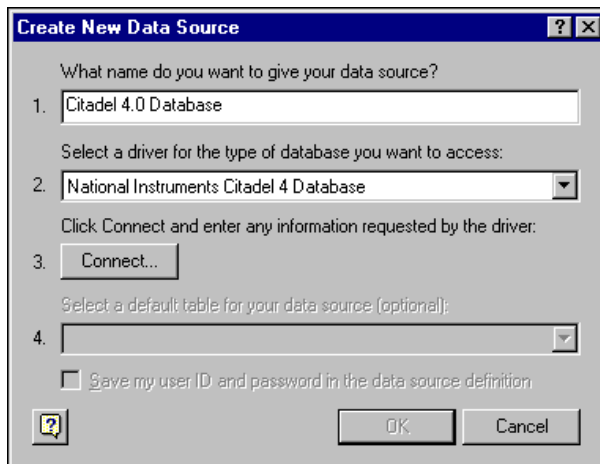 Create New Data Source
What name do you want to give your data source?
1. Citadel 4.0 Database
Select a driver for the type of database you want to access:
2. National Instruments Citadel 4 Database
Click Connect and enter any information requested by the driver:
3. Connect...
Select a default table for your data source (optional):
4.
Save my user ID and password in the data source definition
OK Cancel